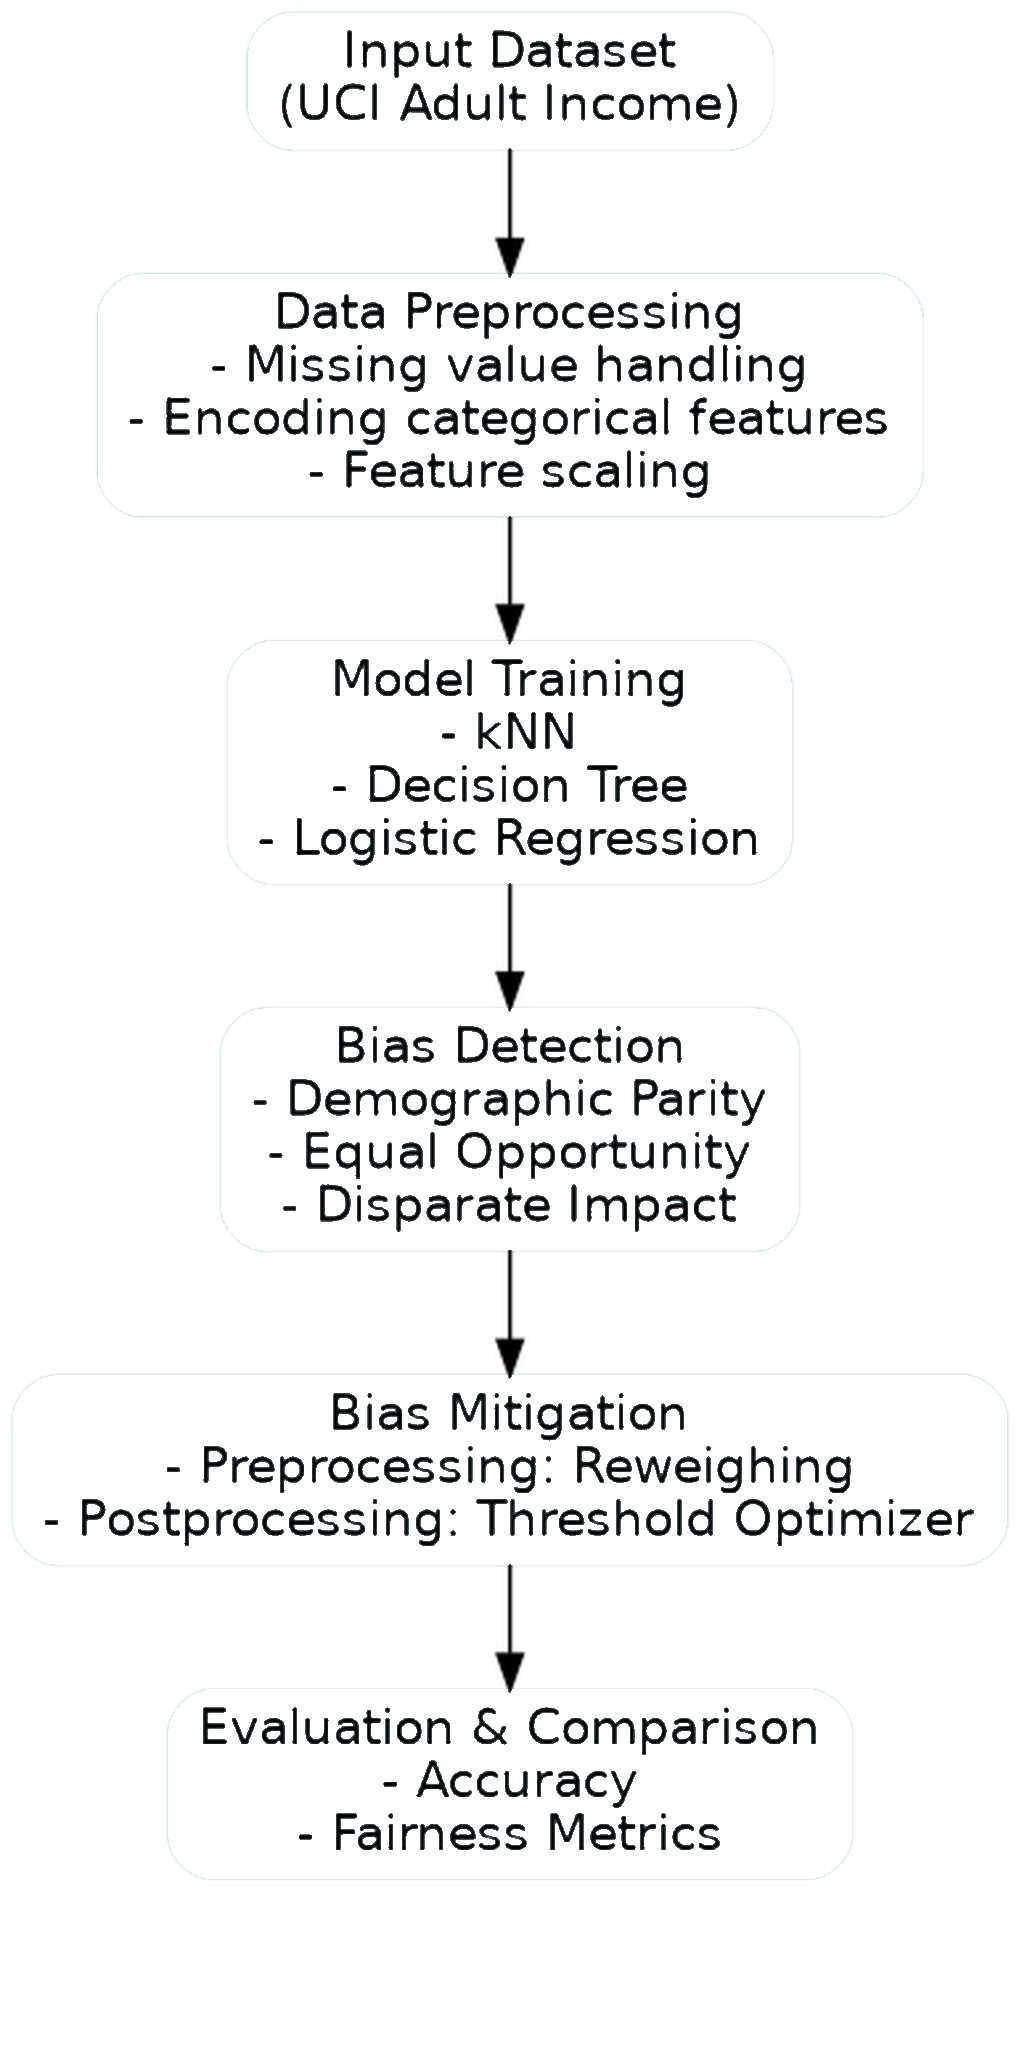 Input Dataset
(UCI Adult Income)
Data Preprocessing
- Missing value handling
- Encoding categorical features
- Feature scaling
Model Training
- kNN
- Decision Tree
- Logistic Regression
Bias Detection
- Demographic Parity
- Equal Opportunity
- Disparate Impact
Bias Mitigation
- Preprocessing: Reweighing
- Postprocessing: Threshold Optimizer
Evaluation & Comparison
- Accuracy
- Fairness Metrics